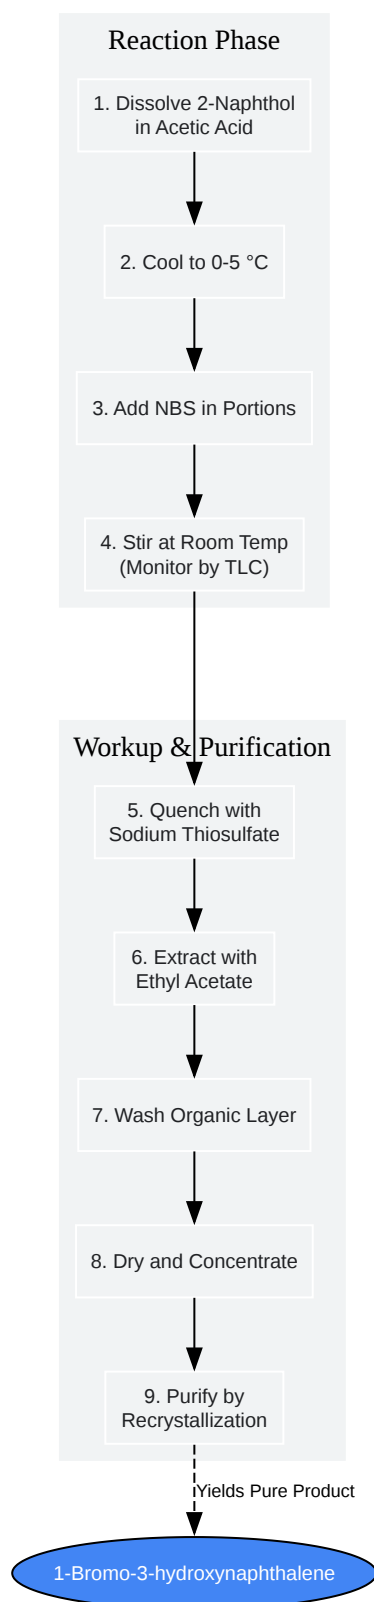 Reaction Phase
1. Dissolve 2-Naphthol
in Acetic Acid
2. Cool to 0-5 °C
3. Add NBS in Portions
4. Stir at Room Temp
(Monitor by TLC)
Workup & Purification
5. Quench with
Sodium Thiosulfate
6. Extract with
Ethyl Acetate
7. Wash Organic Layer
8. Dry and Concentrate
9. Purify by
Recrystallization
Yields Pure Product
1-Bromo-3-hydroxynaphthalene